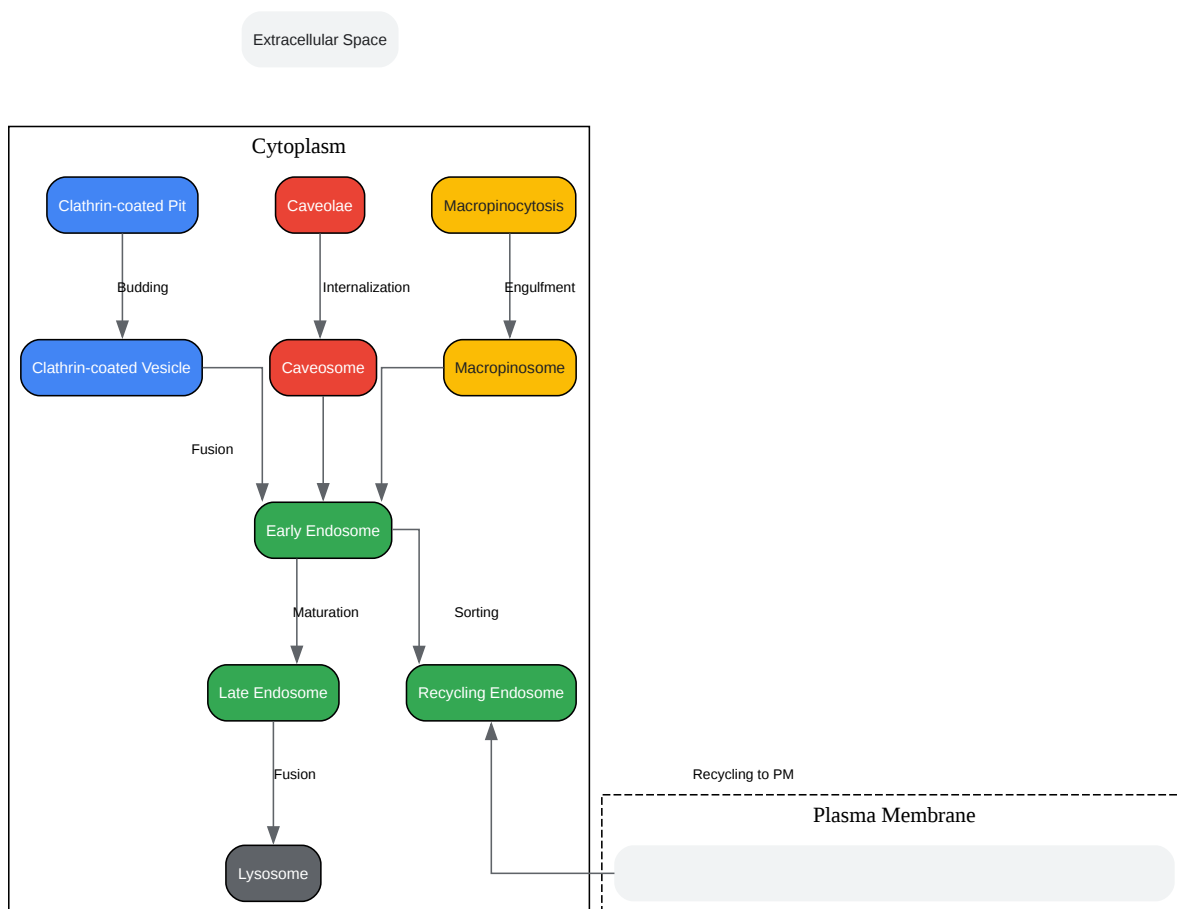 Extracellular Space
Cytoplasm
Clathrin-coated Pit
Caveolae
Macropinocytosis
Budding
Internalization
Engulfment
Clathrin-coated Vesicle
Caveosome
Macropinosome
Fusion
Early Endosome
Maturation
Sorting
Late Endosome
Recycling Endosome
Fusion
Recycling to PM
Plasma Membrane
Lysosome